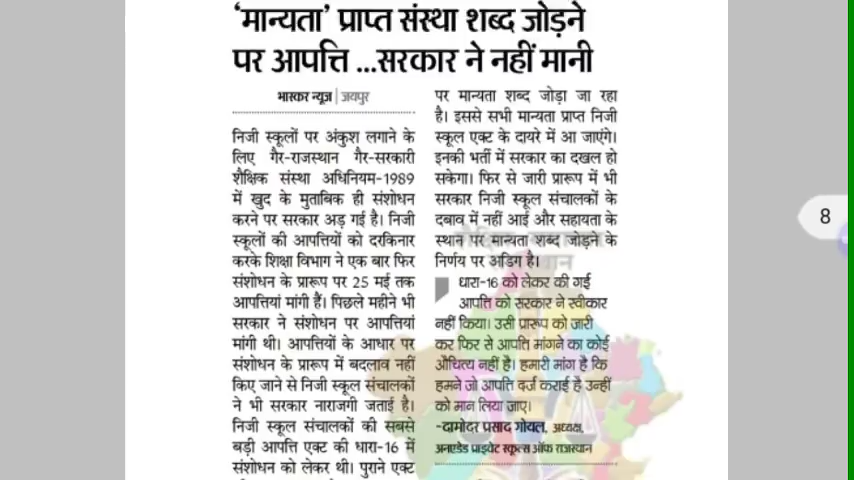 ‘मान्यता’ प्राप्त संस्था शब्द जोड़ने
पर आपत्ति ...सरकार ने नहीं मानी
भास्कर न्यूज | जयपुर
निजी स्कूलों पर अंकुश लगाने के
लिए गैर-राजस्थान गैर-सरकारी
शैक्षिक संस्था अधिनियम-1989
में खुद के मुताबिक ही संशोधन
करने पर सरकार अड़ गई है। निजी
स्कूलों की आपत्तियों को दरकिनार
करके शिक्षा विभाग ने एक बार फिर
संशोधन के प्रारूप पर 25 मई तक
आपत्तियां मांगी हैं। पिछले महीने भी
सरकार ने संशोधन पर आपत्तियां
मांगी थी। आपत्तियों के आधार पर
संशोधन के प्रारूप में बदलाव नहीं
किए जाने से निजी स्कूल संचालकों
ने भी सरकार नाराजगी जताई है।
निजी स्कूल संचालकों की सबसे
बड़ी आपत्ति एक्ट की धारा-16 में
संशोधन को लेकर थी। पुराने एक्ट
पर मान्यता शब्द जोड़ा जा रहा
है। इससे सभी मान्यता प्राप्त निजी
स्कूल एक्ट के दायरे में आ जाएंगे।
इनकी भर्ती में सरकार का दखल हो
सकेगा। फिर से जारी प्रारूप में भी
सरकार निजी स्कूल संचालकों के
दबाव में नहीं आई और सहायता के
स्थान पर मान्यता शब्द जोड़ने के
निर्णय पर अडिग है।
धारा-16 को लेकर की गई
आपत्ति को सरकार ने स्वीकार
नहीं किया। उसी प्रारूप को जारी
कर फिर से आपत्ति मांगने का कोई
औचित्य नहीं है। हमारी मांग है कि
हमने जो आपत्ति दर्ज कराई है उन्हीं
को मान लिया जाए।
-दामोदर प्रसाद गोयल, अध्यक्ष,
अनएडेड प्राइवेट स्कूल्स ऑफ राजस्थान
8